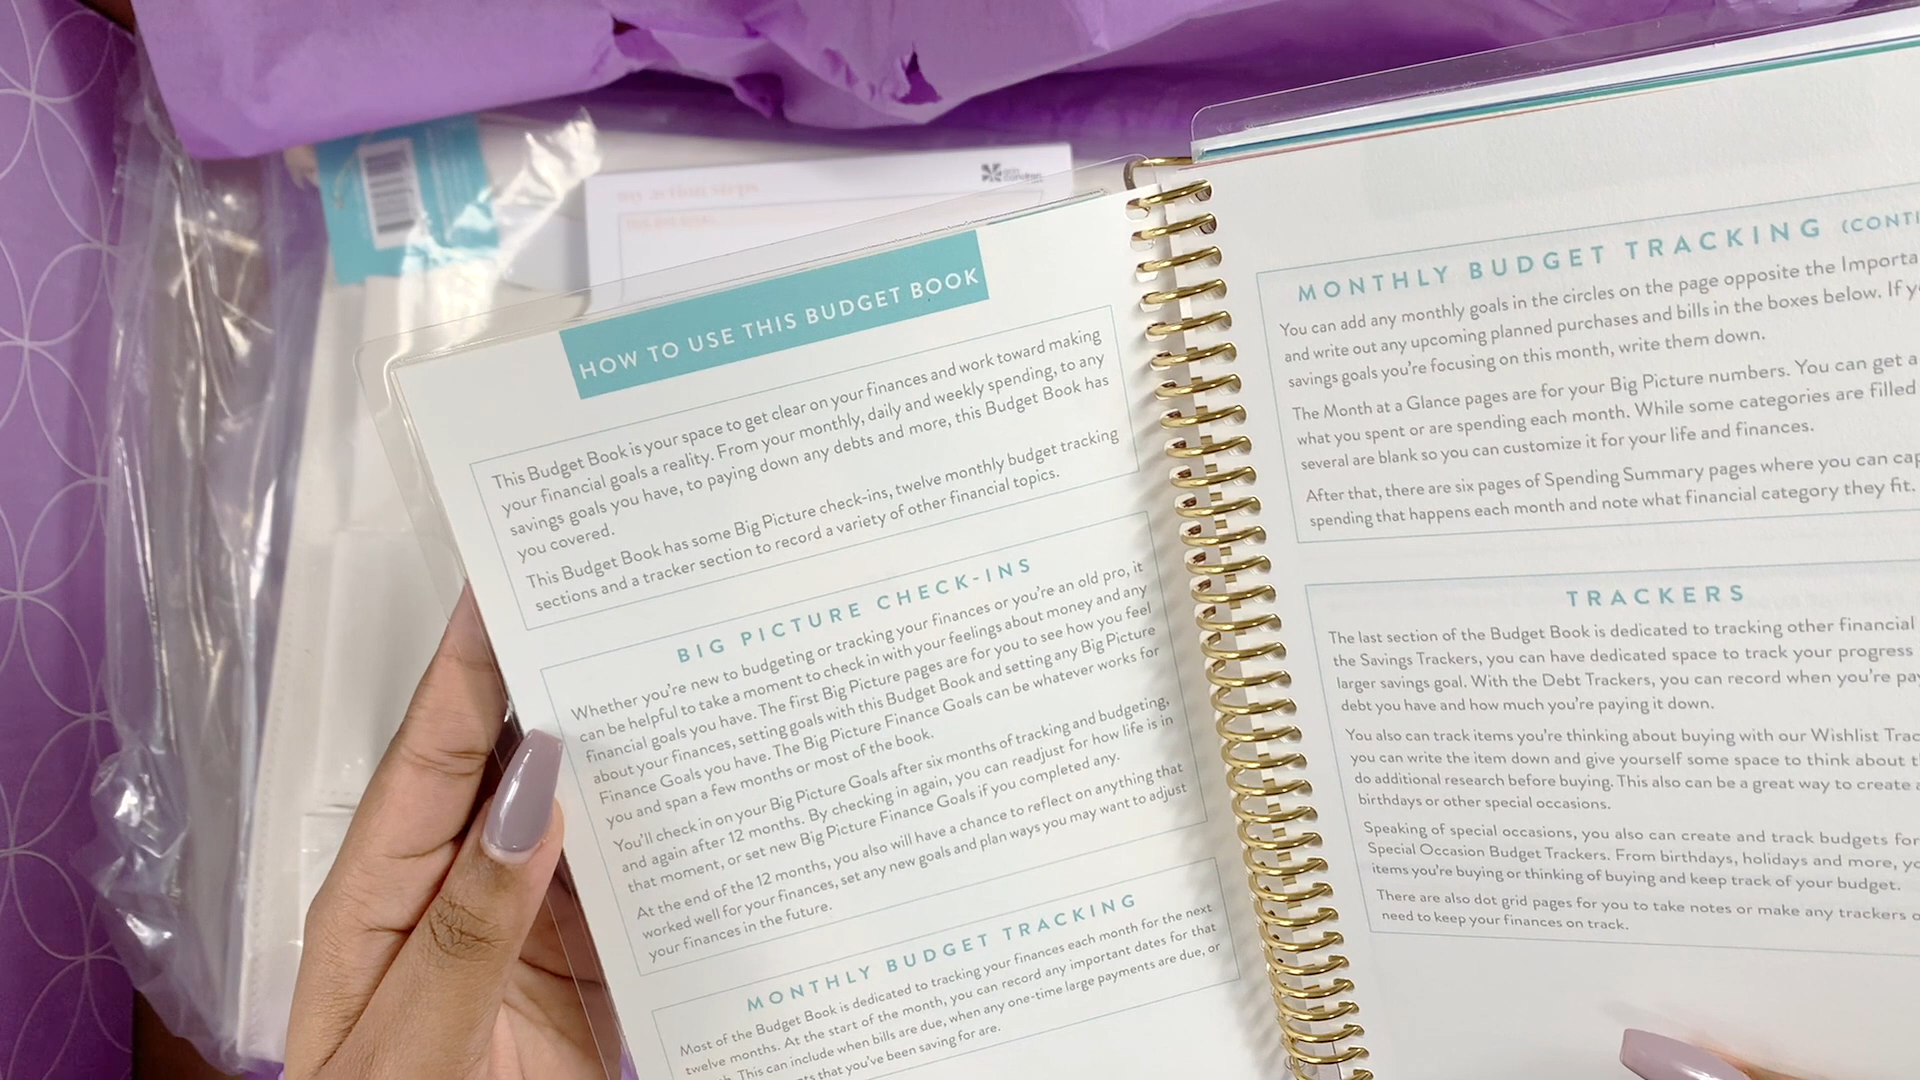 my action steps
HOW TO USE THIS BUDGET BOOK
This Budget Book is your space to get clear on your finances and work toward making
your financial goals a reality. From your monthly, daily and weekly spending, to any
savings goals you have, to paying down any debts and more, this Budget Book has
you covered.
This Budget Book has some Big Picture check-ins, twelve monthly budget tracking
sections and a tracker section to record a variety of other financial topics.
BIG PICTURE CHECK-INS
Whether you're new to budgeting or tracking your finances or you're an old pro, it
can be helpful to take a moment to check in with your feelings about money and any
financial goals you have. The first Big Picture pages are for you to see how you feel
about your finances, setting goals with this Budget Book and setting any Big Picture
Finance Goals you have. The Big Picture Finance Goals can be whatever works for
you and span a few months or most of the book.
You'll check in on your Big Picture Goals after six months of tracking and budgeting,
and again after 12 months. By checking in again, you can readjust for how life is in
that moment, or set new Big Picture Finance Goals if you completed any.
At the end of the 12 months, you also will have a chance to reflect on anything that
worked well for your finances, set any new goals and plan ways you may want to adjust
your finances in the future.
MONTHLY BUDGET TRACKING
Most of the Budget Book is dedicated to tracking your finances each month for the next
twelve months. At the start of the month, you can record any important dates for that
This can include when bills are due, when any one-time large payments are due, or
that you've been saving for are.
MONTHLY BUDGET TRACKING (CONTI
You can add any monthly goals in the circles on the page opposite the Importa
and write out any upcoming planned purchases and bills in the boxes below. If
savings goals you're focusing on this month, write them down.
The Month at a Glance pages are for your Big Picture numbers. You can get a
what you spent or are spending each month. While some categories are filled
several are blank so you can customize it for your life and finances.
After that, there are six pages of Spending Summary pages where you can cap
spending that happens each month and note what financial category they fit.
TRACKERS
The last section of the Budget Book is dedicated to tracking other financial
the Savings Trackers, you can have dedicated space to track your progress
larger savings goal. With the Debt Trackers, you can record when you're pa
debt you have and how much you're paying it down.
You also can track items you're thinking about buying with our Wishlist Trac
you can write the item down and give yourself some space to think about t
do additional research before buying. This also can be a great way to create a
birthdays or other special occasions.
Speaking of special occasions, you also can create and track budgets for
Special Occasion Budget Trackers. From birthdays, holidays and more, yo
items you're buying or thinking of buying and keep track of your budget.
There are also dot grid pages for you to take notes or make any trackers o
need to keep your finances on track.